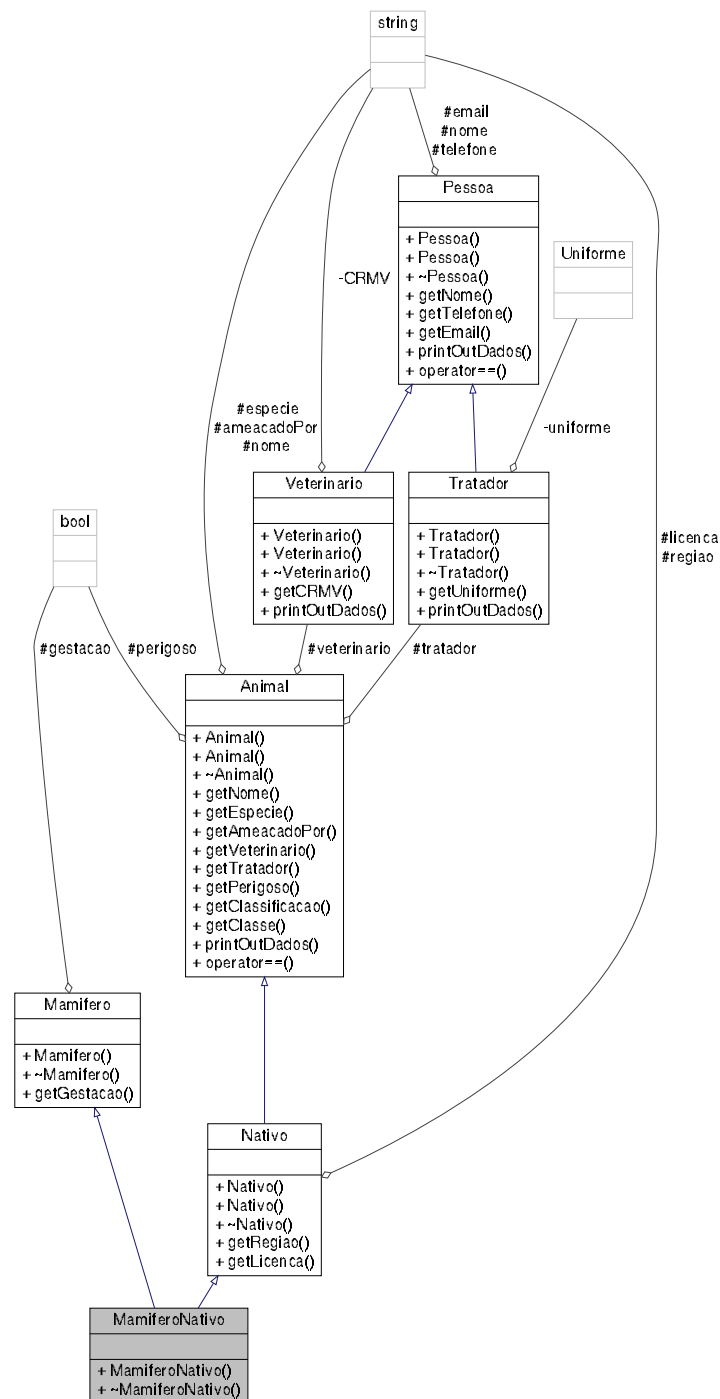 string
#email
#nome
#telefone
Pessoa
+ Pessoa()
+ Pessoa()
+ ~Pessoa()
+ getNome()
+ getTelefone()
+ getEmail()
+ printOutDados()
+ operator==()
Uniforme
-CRMV
#especie
#ameacadoPor
#nome
-uniforme
Veterinario
+ Veterinario()
+ Veterinario()
+ ~Veterinario()
+ getCRMV()
+ printOutDados()
Tratador
+ Tratador()
+ Tratador()
+ ~Tratador()
+ getUniforme()
+ printOutDados()
#licenca
#regiao
bool
#gestacao
#perigoso
#veterinario
#tratador
Animal
+ Animal()
+ Animal()
+ ~Animal()
+ getNome()
+ getEspecie()
+ getAmeacadoPor()
+ getVeterinario()
+ getTratador()
+ getPerigoso()
+ getClassificacao()
+ getClasse()
+ printOutDados()
+ operator==()
Mamifero
+ Mamifero()
+ ~Mamifero()
+ getGestacao()
Nativo
+ Nativo()
+ Nativo()
+ ~Nativo()
+ getRegiao()
+ getLicenca()
MamiferoNativo
+ MamiferoNativo()
+ ~MamiferoNativo()